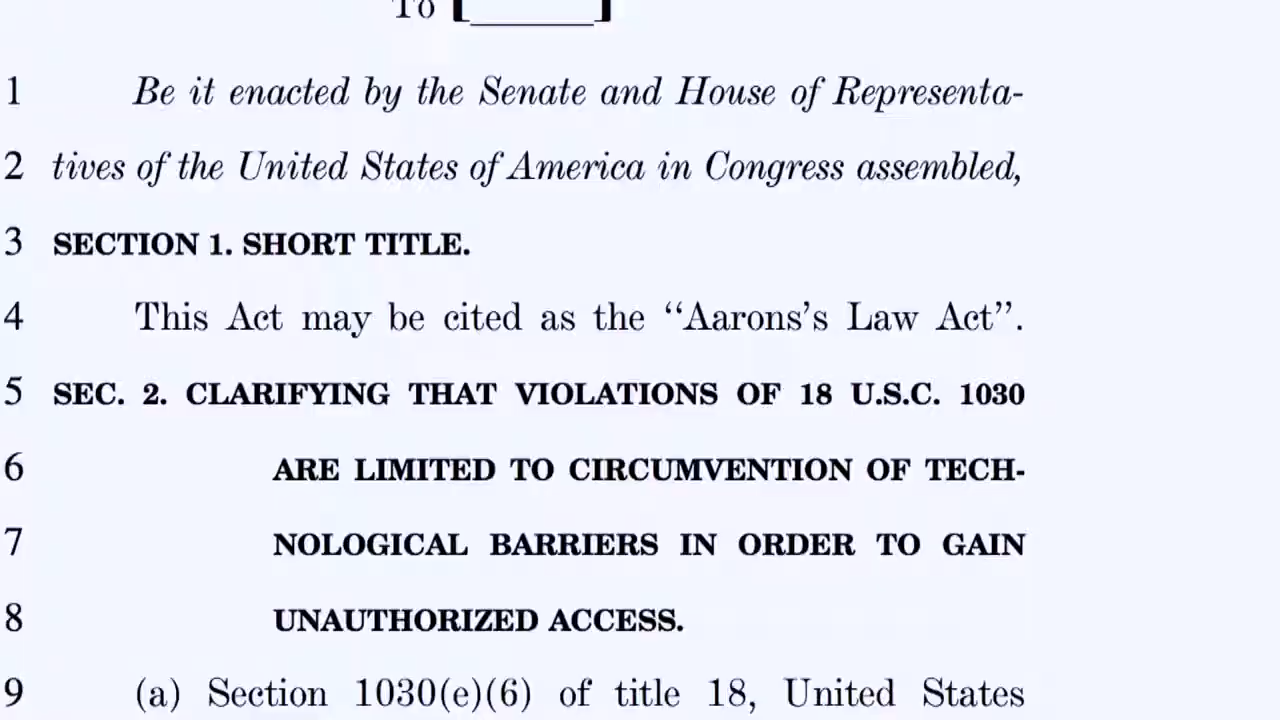 To [______]
1 Be it enacted by the Senate and House of Representa-
2 tives of the United States of America in Congress assembled,
3 SECTION 1. SHORT TITLE.
4 This Act may be cited as the ‘‘Aarons’s Law Act’’.
5 SEC. 2. CLARIFYING THAT VIOLATIONS OF 18 U.S.C. 1030
6 ARE LIMITED TO CIRCUMVENTION OF TECH-
7 NOLOGICAL BARRIERS IN ORDER TO GAIN
8 UNAUTHORIZED ACCESS.
9 (a) Section 1030(e)(6) of title 18, United States